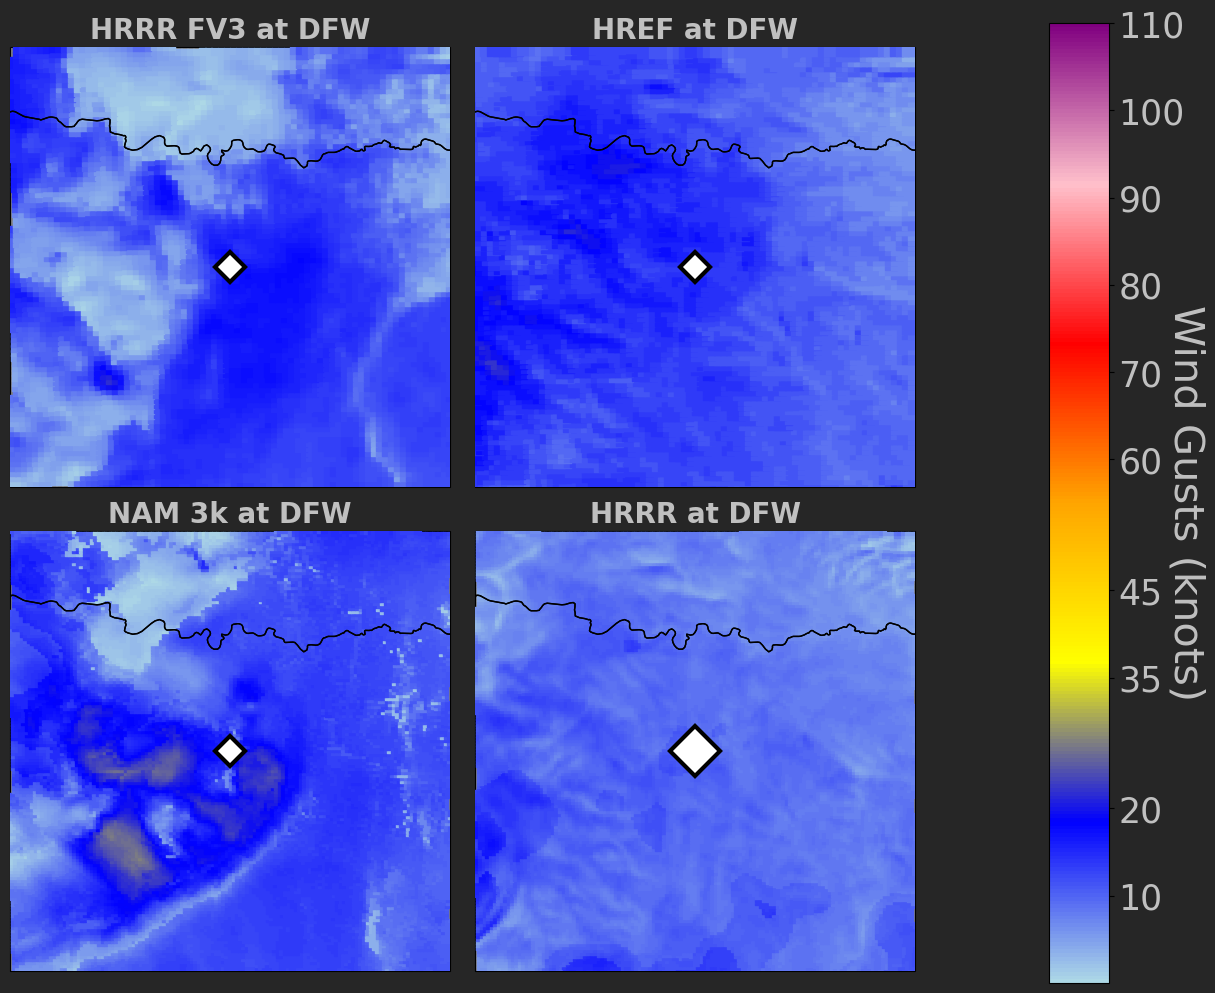 HRRR FV3 at DFW
HREF at DFW
NAM 3k at DFW
HRRR at DFW
110
100
90
80
70
60
45
35
20
10
Wind Gusts (knots)